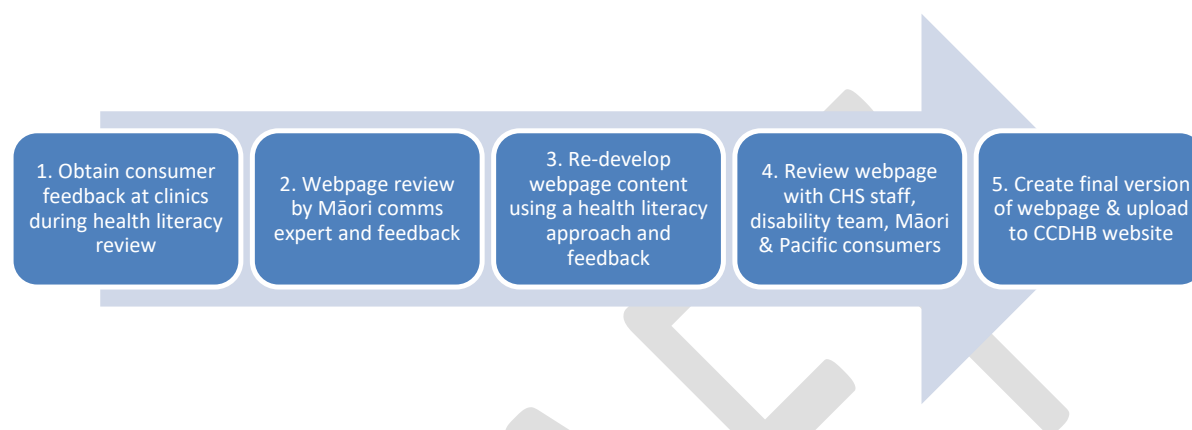 1. Obtain consumer
feedback at clinics
during health literacy
review
2. Webpage review
by Māori comms
expert and feedback
3. Re-develop
webpage content
using a health literacy
approach and
feedback
4. Review webpage
with CHS staff,
disability team, Māori
& Pacific consumers
5. Create final version
of webpage & upload
to CCDHB website